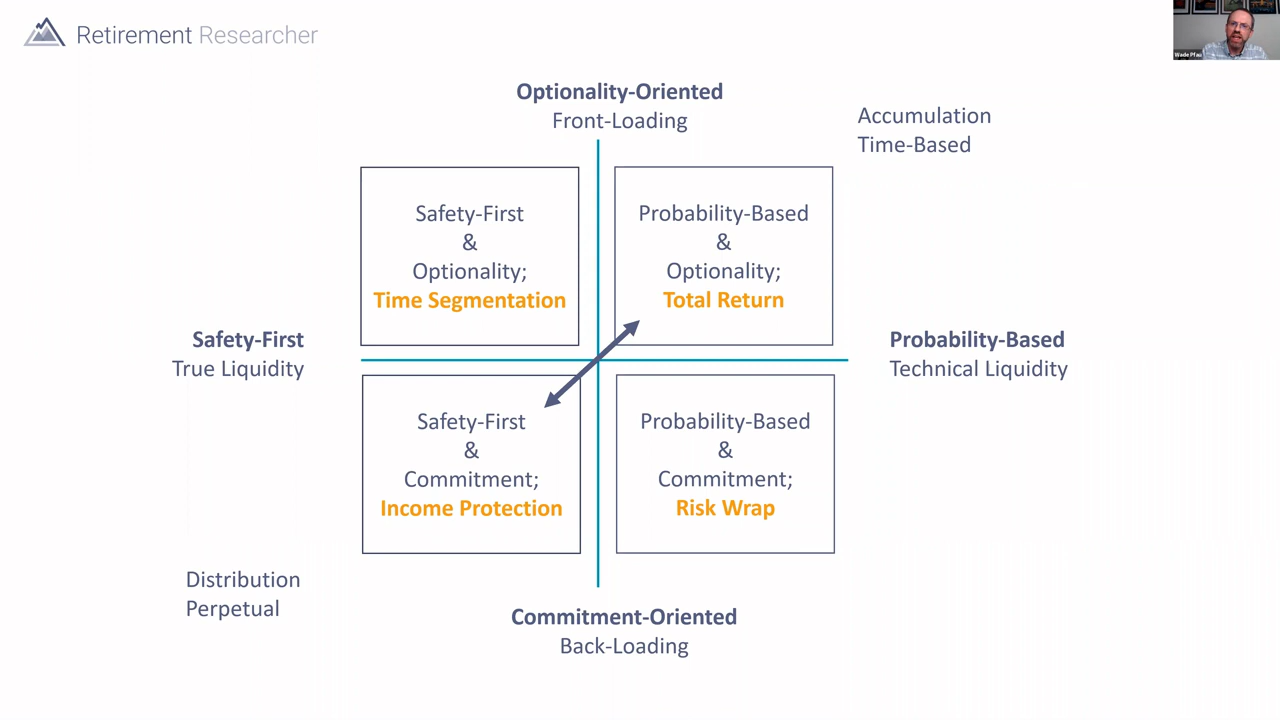 Retirement Researcher
Wade Pfau
Optionality-Oriented
Front-Loading
Accumulation
Time-Based
Safety-First
&
Optionality;
Time Segmentation
Probability-Based
&
Optionality;
Total Return
Safety-First
True Liquidity
Probability-Based
Technical Liquidity
Safety-First
&
Commitment;
Income Protection
Probability-Based
&
Commitment;
Risk Wrap
Distribution
Perpetual
Commitment-Oriented
Back-Loading